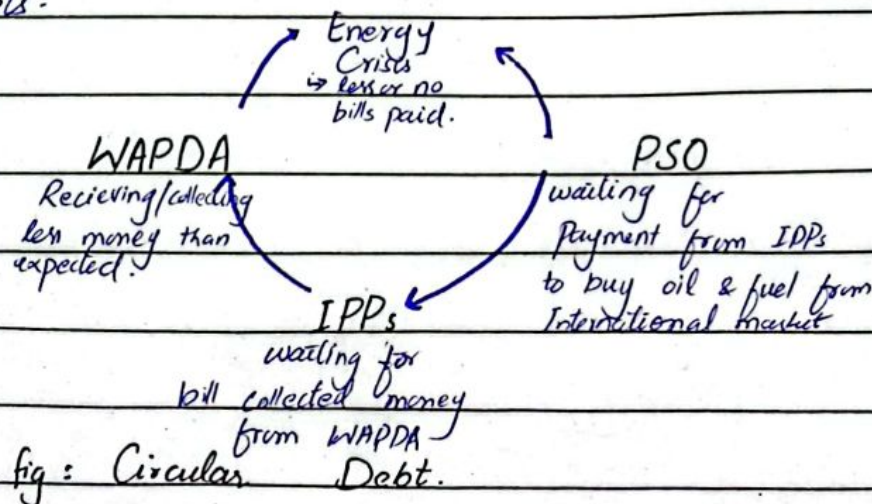 Energy
Crisis
↳ less or no
bills paid.
WAPDA
Recieving/collecting
less money than
expected.
PSO
waiting for
Payment from IDPs
to buy oil & fuel from
International market
IPPs
waiting for
bill collected money
from WAPDA
fig: Circular Debt.